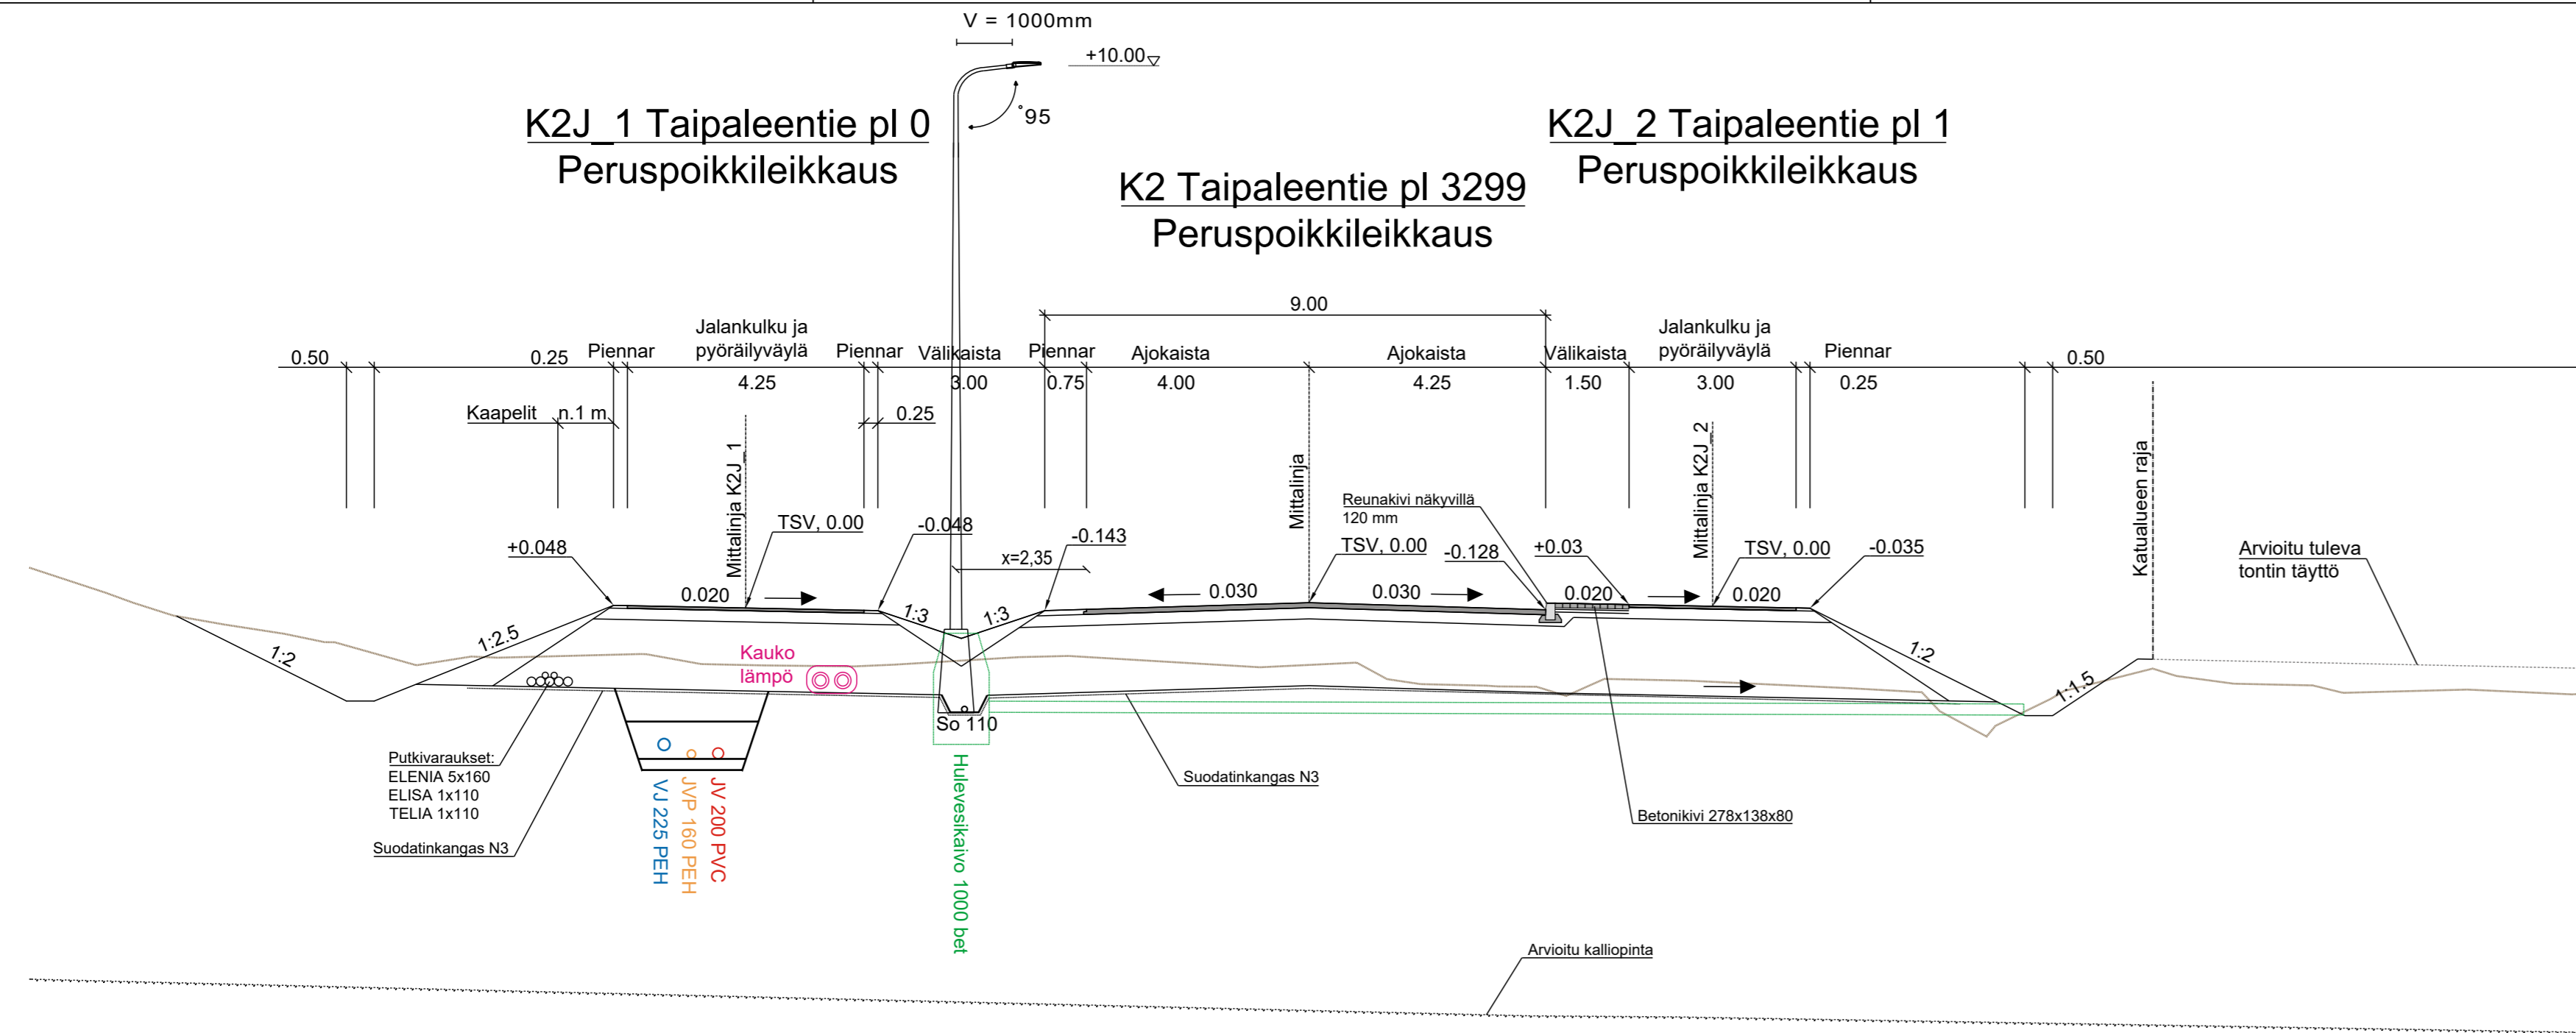 V = 1000mm
+10.00
°95
K2J_1 Taipaleentie pl 0
Peruspoikkileikkaus
K2 Taipaleentie pl 3299
Peruspoikkileikkaus
K2J_2 Taipaleentie pl 1
Peruspoikkileikkaus
9.00
0.50
0.25
Piennar
Jalankulku ja
pyöräilyväylä
Piennar
Välikaista
Piennar
Ajokaista
Ajokaista
Välikaista
Jalankulku ja
pyöräilyväylä
Piennar
0.50
4.25
3.00
0.75
4.00
4.25
1.50
3.00
0.25
Kaapelit
n.1 m
0.25
Mittalinja K2J_1
Mittalinja
Mittalinja K2J_2
Katualueen raja
Reunakivi näkyvillä
120 mm
+0.048
TSV, 0.00
-0.048
-0.143
x=2,35
TSV, 0.00
-0.128
+0.03
TSV, 0.00
-0.035
Arvioitu tuleva
tontin täyttö
0.020
0.030
0.030
0.020
0.020
1:2
1:2.5
1:3
1:3
1:2
1:1.5
Kauko
lämpö
So 110
Putkivaraukset:
ELENIA 5x160
ELISA 1x110
TELIA 1x110
Suodatinkangas N3
VJ 225 PEH
JVP 160 PEH
JV 200 PVC
Hulevesikaivo 1000 bet
Suodatinkangas N3
Betonikivi 278x138x80
Arvioitu kalliopinta